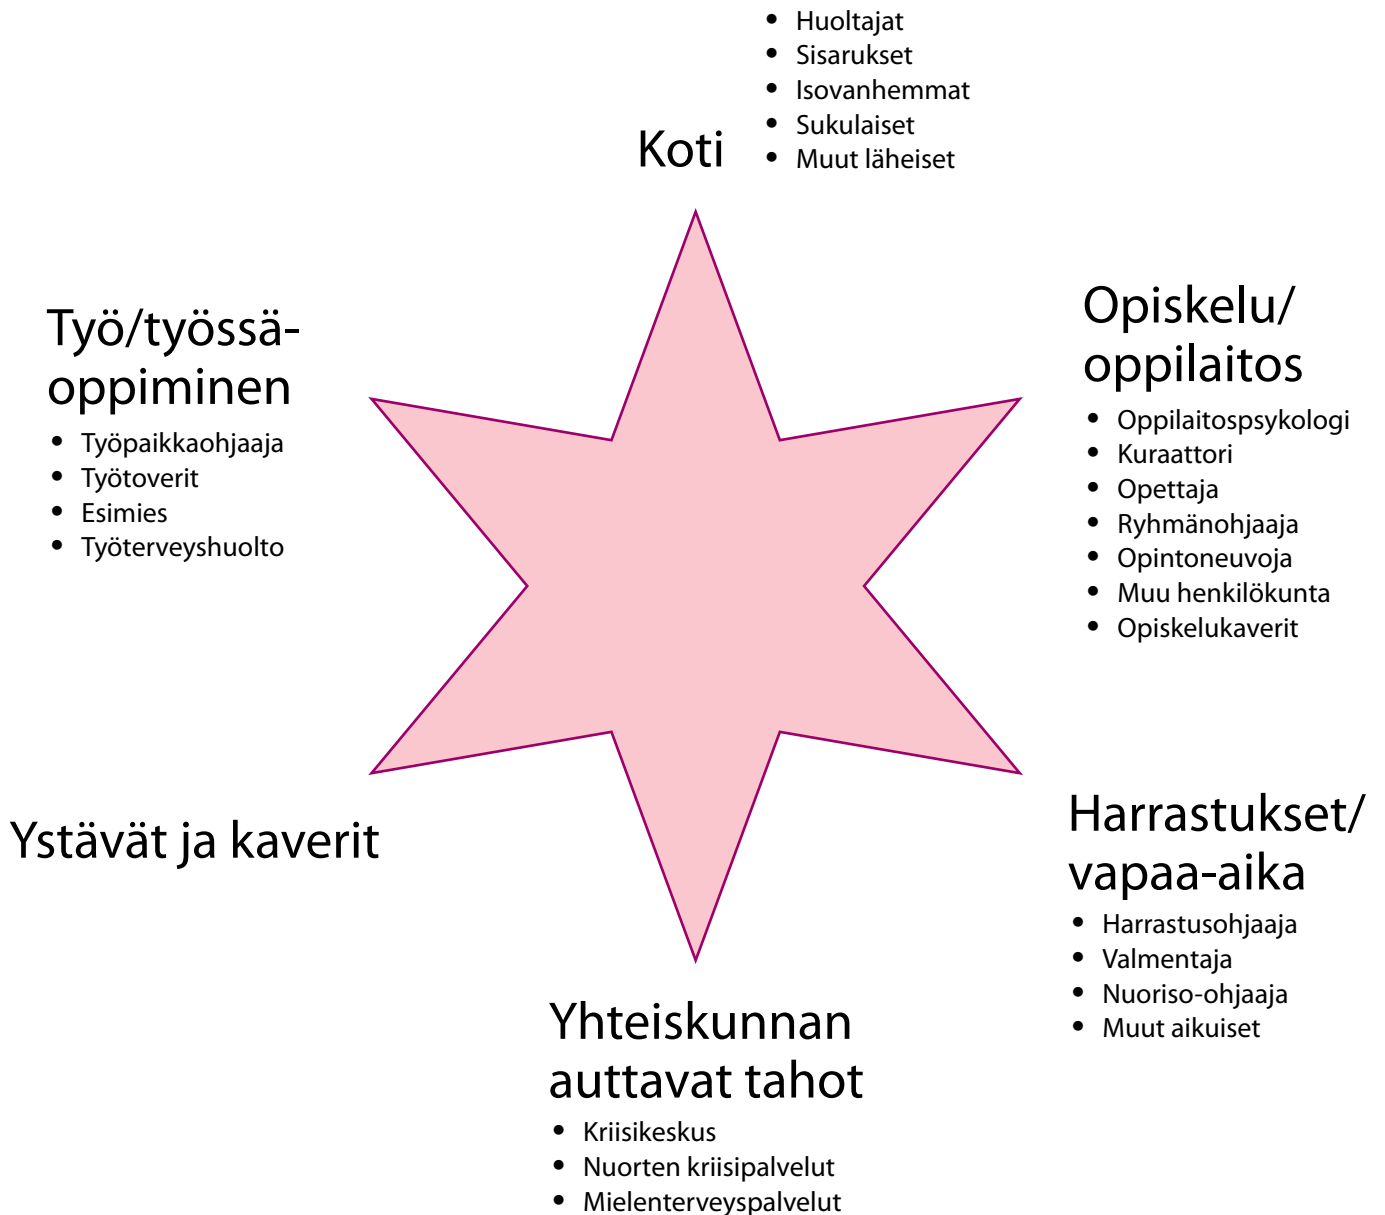 Koti
• Huoltajat
• Sisarukset
• Isovanhemmat
• Sukulaiset
• Muut läheiset
Opiskelu/
oppilaitos
• Oppilaitospsykologi
• Kuraattori
• Opettaja
• Ryhmänohjaaja
• Opintoneuvoja
• Muu henkilökunta
• Opiskelukaverit
Harrastukset/
vapaa-aika
• Harrastusohjaaja
• Valmentaja
• Nuoriso-ohjaaja
• Muut aikuiset
Yhteiskunnan
auttavat tahot
• Kriisikeskus
• Nuorten kriisipalvelut
• Mielenterveyspalvelut
Ystävät ja kaverit
Työ/työssä-
oppiminen
• Työpaikkaohjaaja
• Työtoverit
• Esimies
• Työterveyshuolto